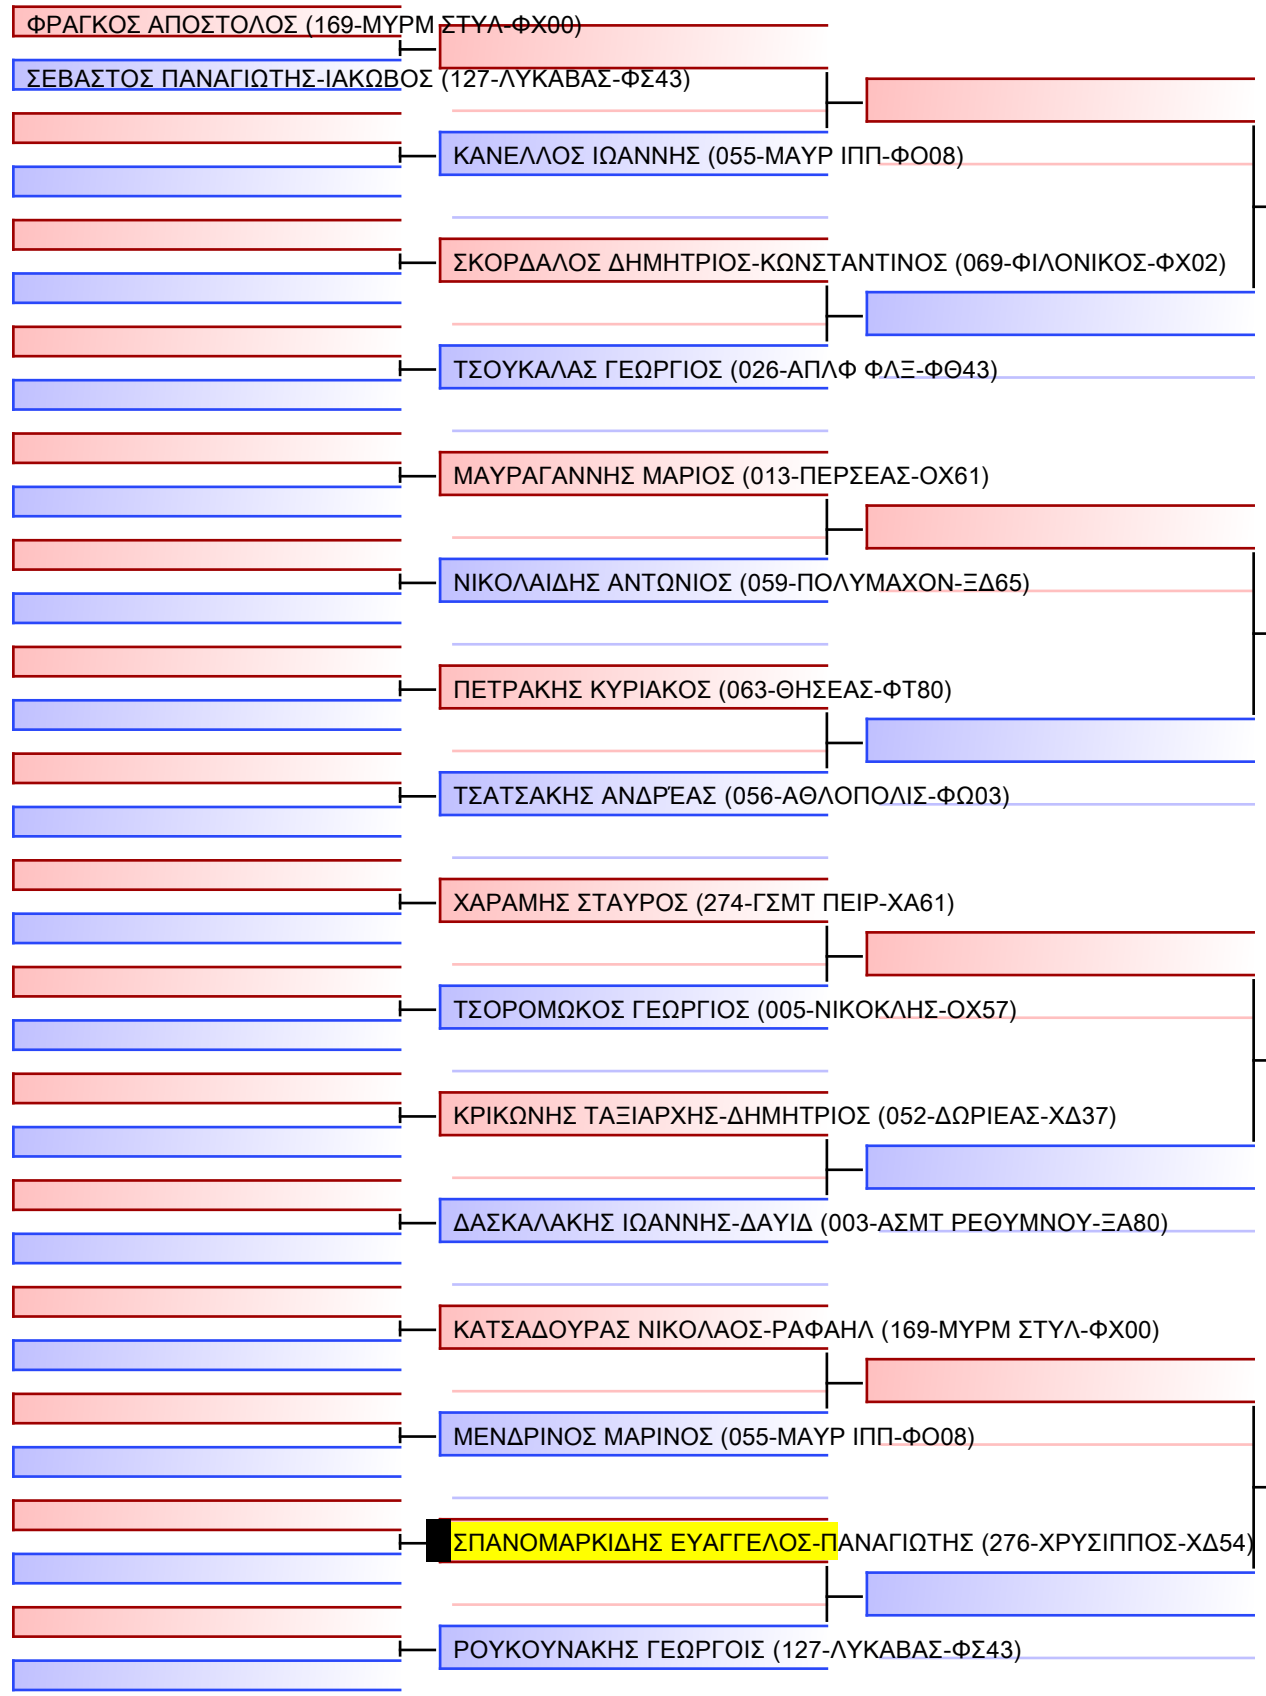 ΦΡΑΓΚΟΣ ΑΠΟΣΤΟΛΟΣ (169-ΜΥΡΜ ΣΤΥΛ-ΦΧ00)
ΣΕΒΑΣΤΟΣ ΠΑΝΑΓΙΩΤΗΣ-ΙΑΚΩΒΟΣ (127-ΛΥΚΑΒΑΣ-ΦΣ43)
ΚΑΝΕΛΛΟΣ ΙΩΑΝΝΗΣ (055-ΜΑΥΡ ΙΠΠ-ΦΟ08)
ΣΚΟΡΔΑΛΟΣ ΔΗΜΗΤΡΙΟΣ-ΚΩΝΣΤΑΝΤΙΝΟΣ (069-ΦΙΛΟΝΙΚΟΣ-ΦΧ02)
ΤΣΟΥΚΑΛΑΣ ΓΕΩΡΓΙΟΣ (026-ΑΠΛΦ ΦΛΞ-ΦΘ43)
ΜΑΥΡΑΓΑΝΝΗΣ ΜΑΡΙΟΣ (013-ΠΕΡΣΕΑΣ-ΟΧ61)
ΝΙΚΟΛΑΙΔΗΣ ΑΝΤΩΝΙΟΣ (059-ΠΟΛΥΜΑΧΟΝ-ΞΔ65)
ΠΕΤΡΑΚΗΣ ΚΥΡΙΑΚΟΣ (063-ΘΗΣΕΑΣ-ΦΤ80)
ΤΣΑΤΣΑΚΗΣ ΑΝΔΡΈΑΣ (056-ΑΘΛΟΠΟΛΙΣ-ΦΩ03)
ΧΑΡΑΜΗΣ ΣΤΑΥΡΟΣ (274-ΓΣΜΤ ΠΕΙΡ-ΧΑ61)
ΤΣΟΡΟΜΩΚΟΣ ΓΕΩΡΓΙΟΣ (005-ΝΙΚΟΚΛΗΣ-ΟΧ57)
ΚΡΙΚΩΝΗΣ ΤΑΞΙΑΡΧΗΣ-ΔΗΜΗΤΡΙΟΣ (052-ΔΩΡΙΕΑΣ-ΧΔ37)
ΔΑΣΚΑΛΑΚΗΣ ΙΩΑΝΝΗΣ-ΔΑΥΙΔ (003-ΑΣΜΤ ΡΕΘΥΜΝΟΥ-ΞΑ80)
ΚΑΤΣΑΔΟΥΡΑΣ ΝΙΚΟΛΑΟΣ-ΡΑΦΑΗΛ (169-ΜΥΡΜ ΣΤΥΛ-ΦΧ00)
ΜΕΝΔΡΙΝΟΣ ΜΑΡΙΝΟΣ (055-ΜΑΥΡ ΙΠΠ-ΦΟ08)
ΣΠΑΝΟΜΑΡΚΙΔΗΣ ΕΥΑΓΓΕΛΟΣ-ΠΑΝΑΓΙΩΤΗΣ (276-ΧΡΥΣΙΠΠΟΣ-ΧΔ54)
ΡΟΥΚΟΥΝΑΚΗΣ ΓΕΩΡΓΟΙΣ (127-ΛΥΚΑΒΑΣ-ΦΣ43)